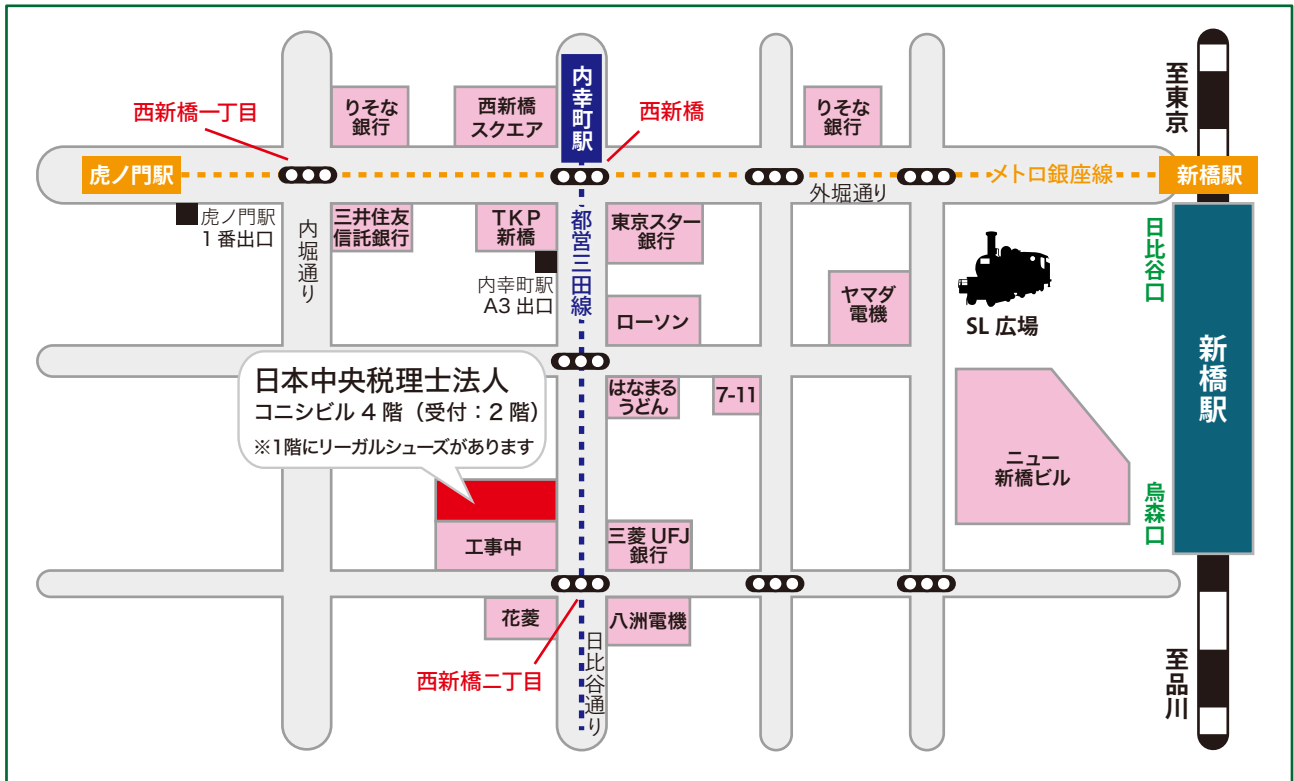 西新橋一丁目
りそな
銀行
西新橋
スクエア
内幸町駅
西新橋
りそな
銀行
至東京
虎ノ門駅
メトロ銀座線
新橋駅
外堀通り
虎ノ門駅
1番出口
内堀通り
三井住友
信託銀行
TKP
新橋
都営三田線
東京スター
銀行
内幸町駅
A3出口
ローソン
ヤマダ
電機
SL 広場
日比谷口
新橋駅
日本中央税理士法人
コニシビル 4 階（受付：2 階）
※1階にリーガルシューズがあります
はなまる
うどん
7-11
ニュー
新橋ビル
烏森口
工事中
三菱 UFJ
銀行
花菱
八洲電機
西新橋二丁目
日比谷通り
至品川